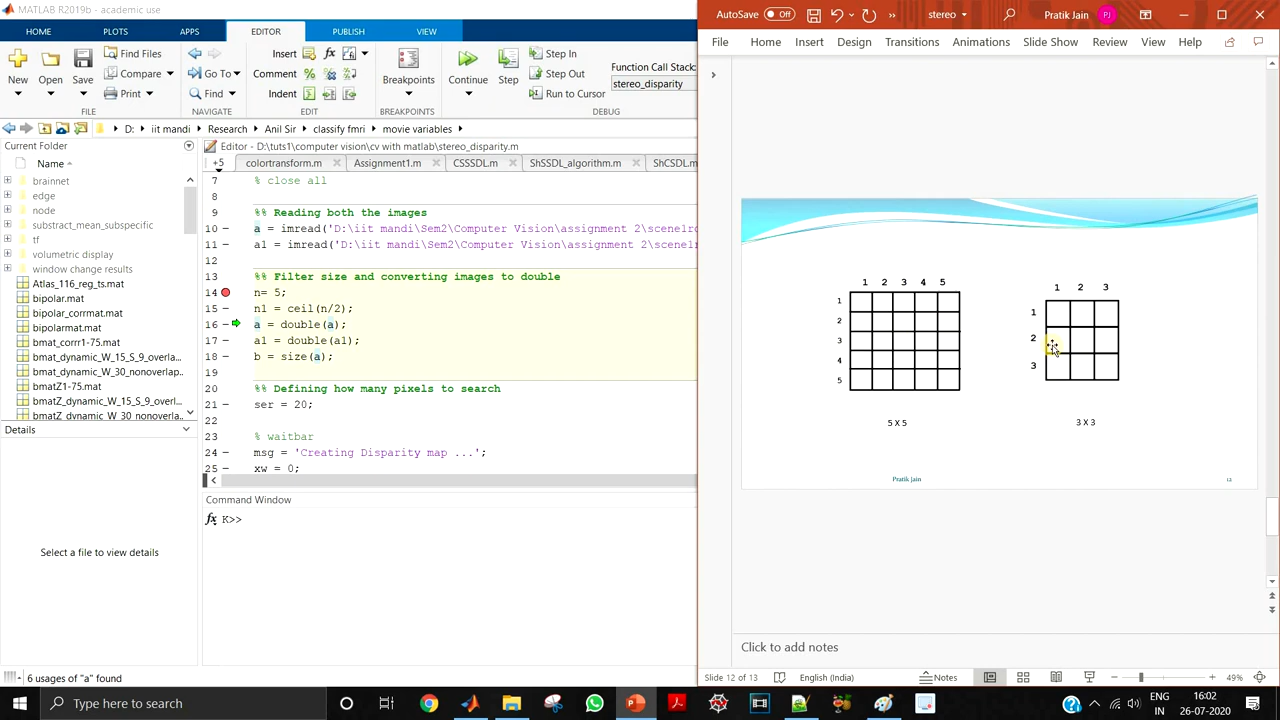 MATLAB R2019b - academic use
HOME PLOTS APPS EDITOR PUBLISH VIEW
New Open Save Find Files Compare Print
Go To Find
Insert Comment Indent
Breakpoints Continue Step
Step In Step Out Run to Cursor
Function Call Stack:
stereo_disparity
FILE NAVIGATE EDIT BREAKPOINTS DEBUG
D: iit mandi Research Anil Sir classify fmri movie variables
Current Folder
Name
brainnet
edge
node
substract_mean_subspecific
tf
volumetric display
window change results
Atlas_116_reg_ts.mat
bipolar.mat
bipolar_corrmat.mat
bipolarmat.mat
bmat_corrr1-75.mat
bmat_dynamic_W_15_S_9_overla...
bmat_dynamic_W_30_nonoverlap...
bmatZ1-75.mat
bmatZ_dynamic_W_15_S_9_overl...
bmatZ_dynamic_W_30_nonoverla...
Details
Select a file to view details
6 usages of "a" found
Editor - D:\tuts1\computer vision\cv with matlab\stereo_disparity.m
+5 colortransform.m Assignment1.m CSSSDL.m ShSSDL_algorithm.m ShCSDL.m
7 % close all
8
9 %% Reading both the images
10 a = imread('D:\iit mandi\Sem2\Computer Vision\assignment 2\scene1ro
11 a1 = imread('D:\iit mandi\Sem2\Computer Vision\assignment 2\scene1r
12
13 %% Filter size and converting images to double
14 n= 5;
15 n1 = ceil(n/2);
16 a = double(a);
17 a1 = double(a1);
18 b = size(a);
19
20 %% Defining how many pixels to search
21 ser = 20;
22
23 % waitbar
24 msg = 'Creating Disparity map ...';
25 xw = 0;
Command Window
fx K>>
AutoSave Off stereo Pratik Jain PJ
File Home Insert Design Transitions Animations Slide Show Review View Help
1 2 3 4 5
1
2
3
4
5
5 X 5
1 2 3
1
2
3
3 X 3
Pratik Jain 12
Click to add notes
Slide 12 of 13 English (India) Notes 49%
Type here to search
ENG
IN
16:02
26-07-2020